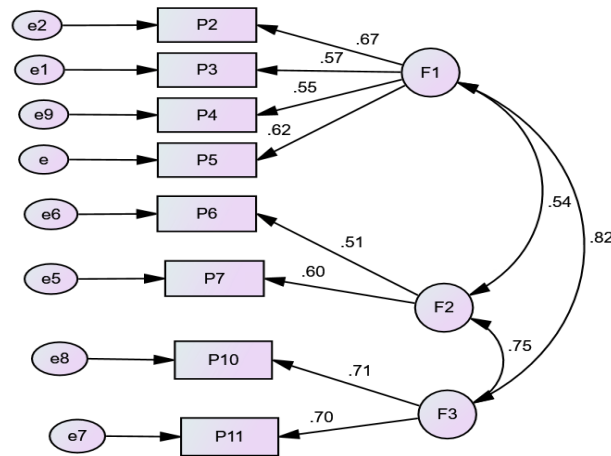 e2 P2 .67
e1 P3 .57 F1
e9 P4 .55
e P5 .62
e6 P6 .54 .82
.51
e5 P7 .60 F2
e8 P10 .71 .75
e7 P11 .70 F3